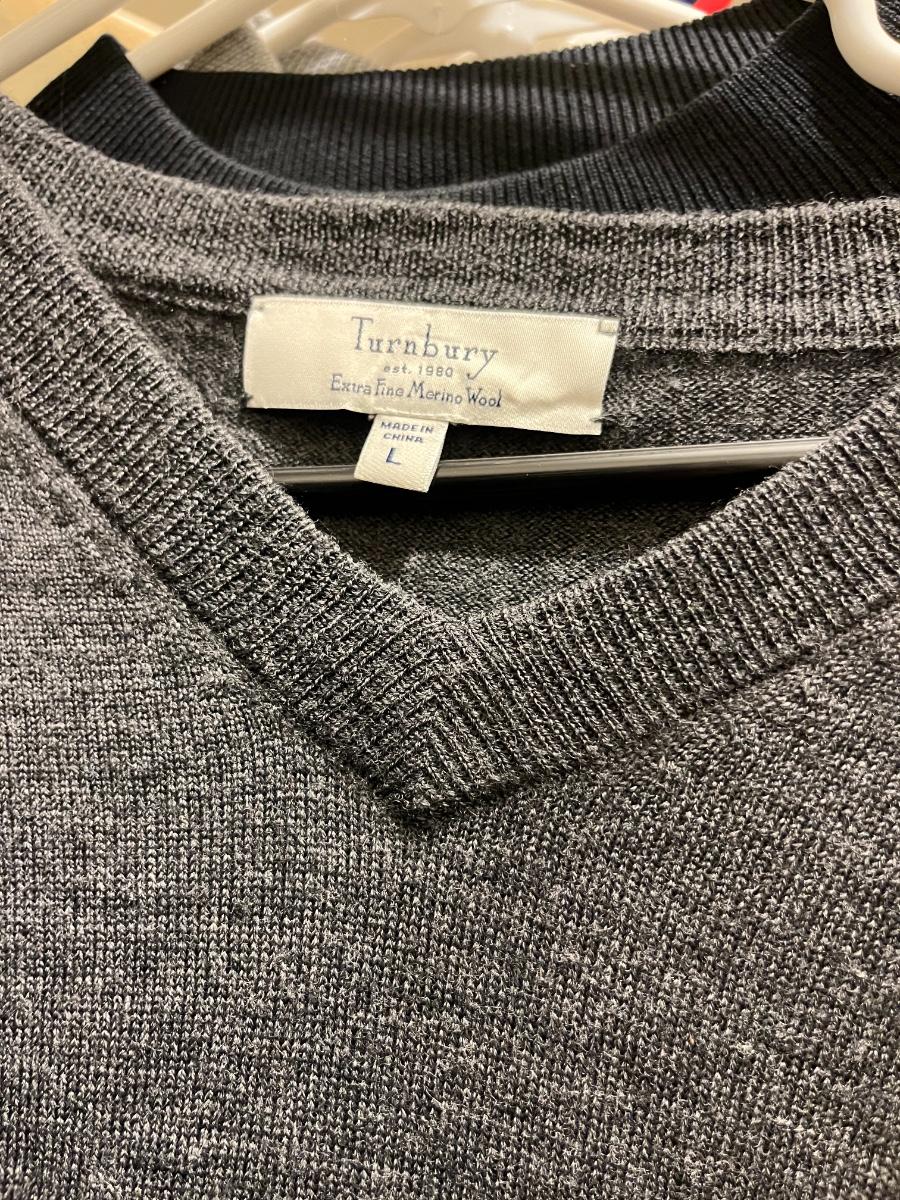 Turnbury
est. 1980
Extra Fine Merino Wool
MADE IN
CHINA
L